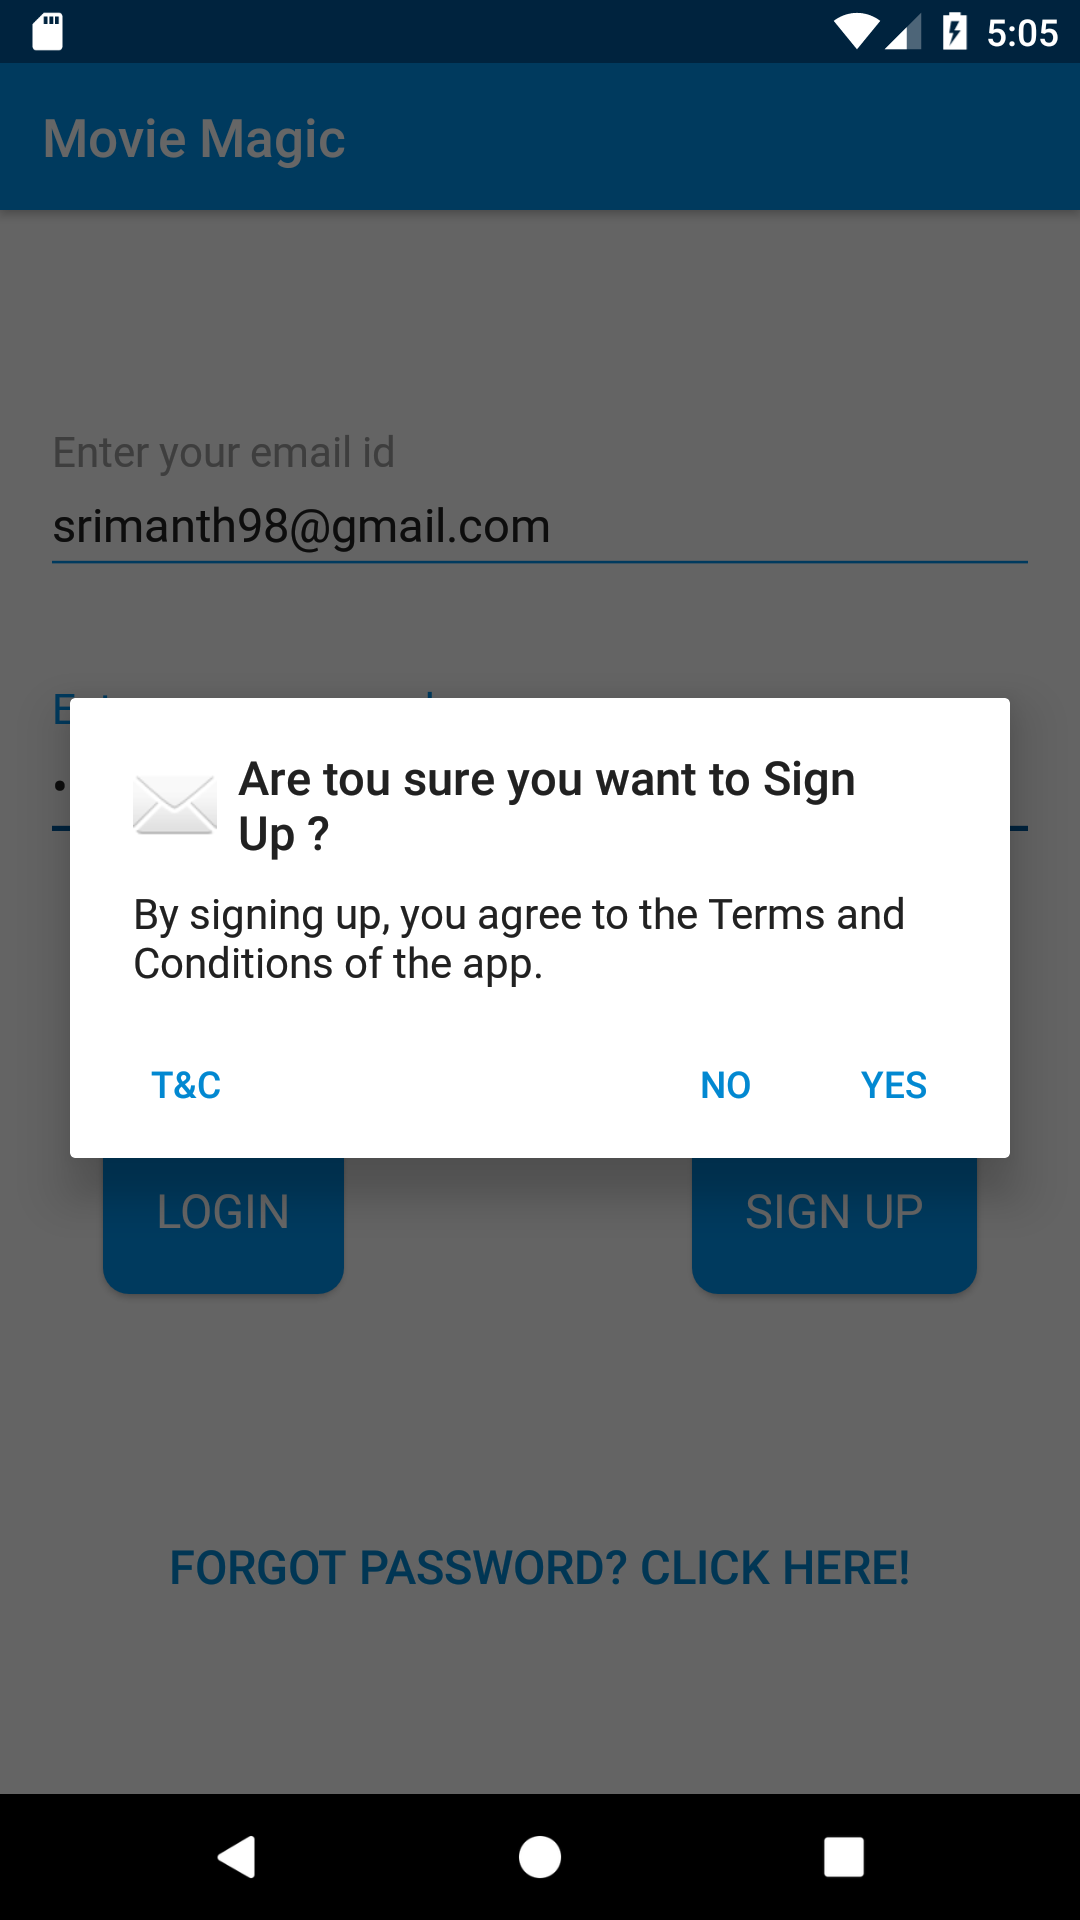 5:05
Movie Magic
Enter your email id
srimanth98@gmail.com
Are tou sure you want to Sign
Up ?
By signing up, you agree to the Terms and
Conditions of the app.
T&C NO YES
LOGIN SIGN UP
FORGOT PASSWORD? CLICK HERE!